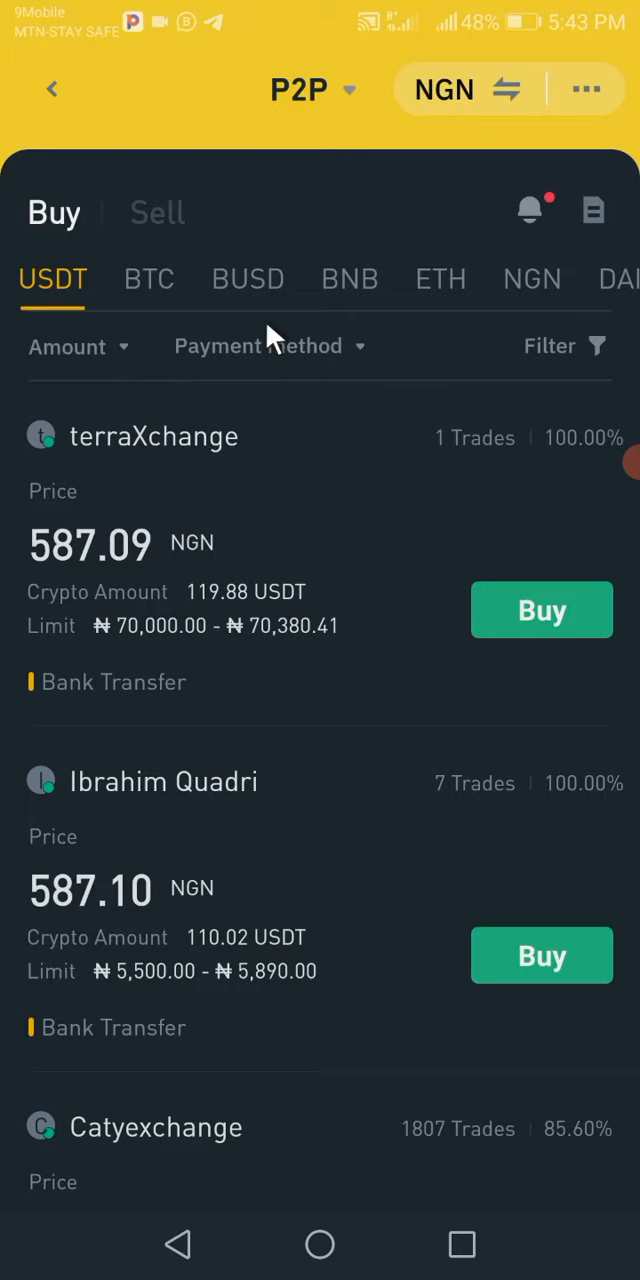 9Mobile
MTN-STAY SAFE 48% 5:43 PM
P2P NGN
Buy Sell
USDT BTC BUSD BNB ETH NGN DAI
Amount Payment method Filter
t terraXchange 1 Trades 100.00%
Price
587.09 NGN
Crypto Amount 119.88 USDT
Limit ₦ 70,000.00 - ₦ 70,380.41
Buy
Bank Transfer
I Ibrahim Quadri 7 Trades 100.00%
Price
587.10 NGN
Crypto Amount 110.02 USDT
Limit ₦ 5,500.00 - ₦ 5,890.00
Buy
Bank Transfer
C Catyexchange 1807 Trades 85.60%
Price